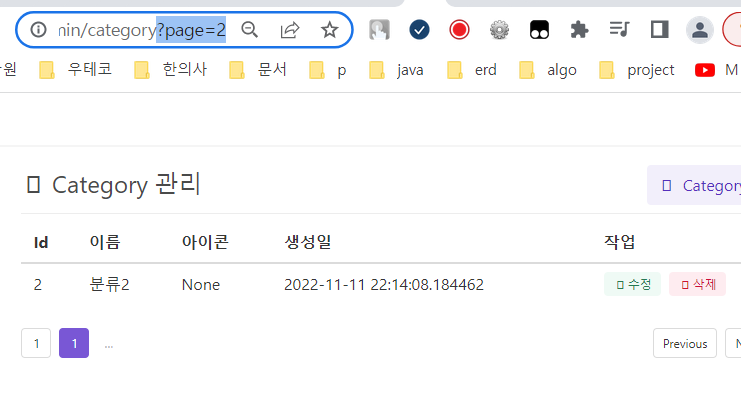 nin/category?page=2
원 우테코 한의사 문서 p java erd algo project M
Category 관리
Category
Id 이름 아이콘 생성일 작업
2 분류2 None 2022-11-11 22:14:08.184462 수정 삭제
1 1 ... Previous N